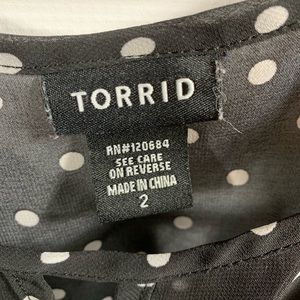 TORRID
RN#120684
SEE CARE
ON REVERSE
MADE IN CHINA
2